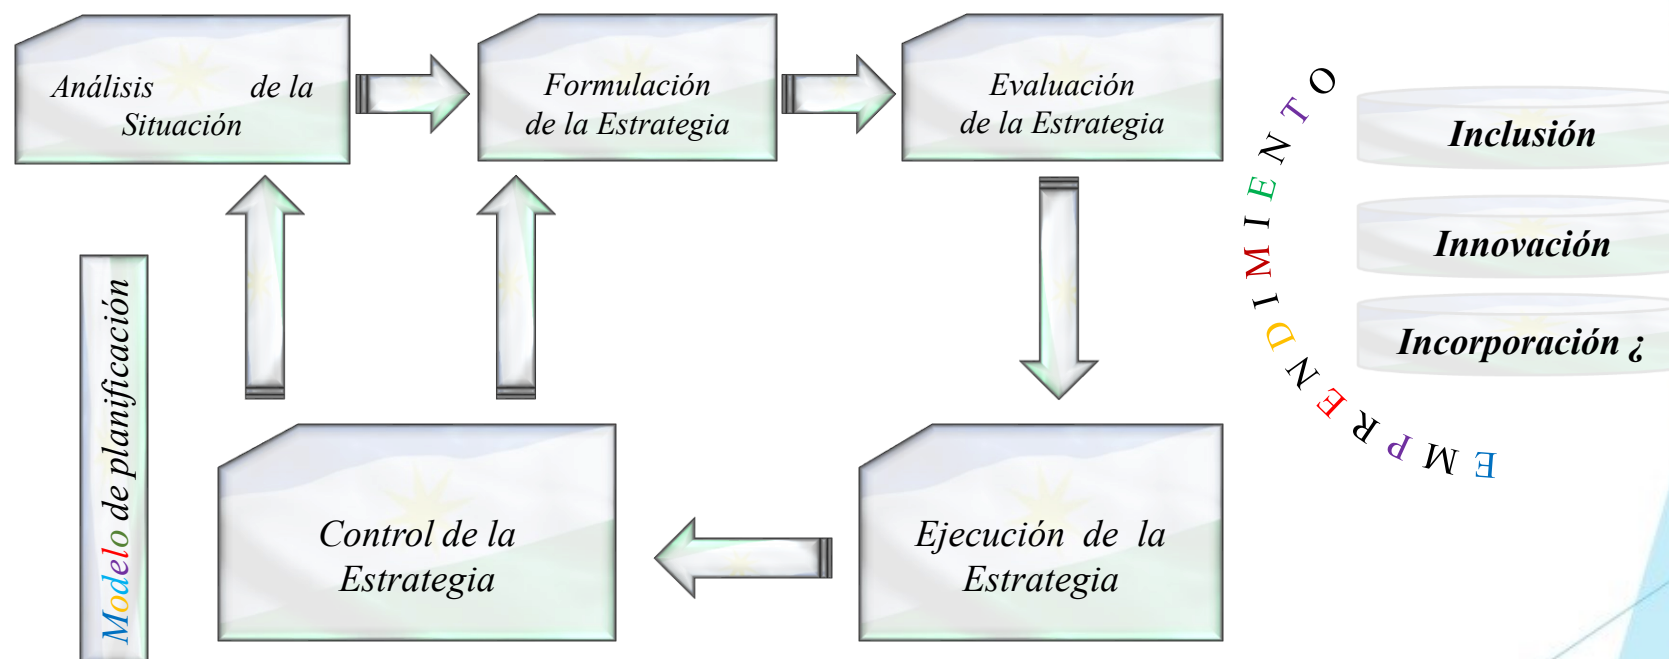 Análisis de la
Situación
Formulación
de la Estrategia
Evaluación
de la Estrategia
EMPRENDIMIENTO
Inclusión
Innovación
Incorporación ¿
Modelo de planificación
Control de la
Estrategia
Ejecución de la
Estrategia